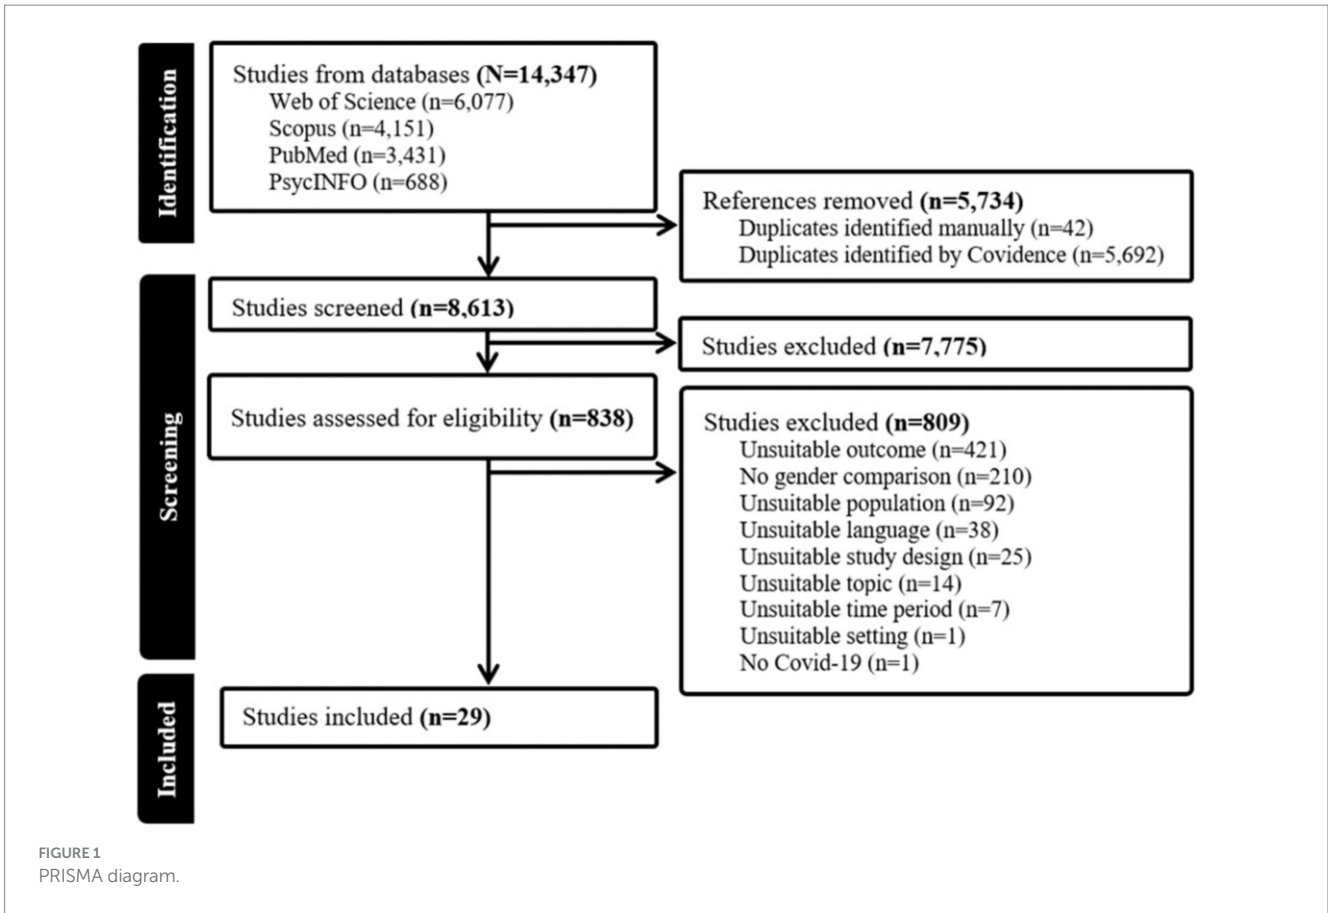 Identification
Studies from databases (N=14,347)
Web of Science (n=6,077)
Scopus (n=4,151)
PubMed (n=3,431)
PsycINFO (n=688)
References removed (n=5,734)
Duplicates identified manually (n=42)
Duplicates identified by Covidence (n=5,692)
Screening
Studies screened (n=8,613)
Studies excluded (n=7,775)
Studies assessed for eligibility (n=838)
Studies excluded (n=809)
Unsuitable outcome (n=421)
No gender comparison (n=210)
Unsuitable population (n=92)
Unsuitable language (n=38)
Unsuitable study design (n=25)
Unsuitable topic (n=14)
Unsuitable time period (n=7)
Unsuitable setting (n=1)
No Covid-19 (n=1)
Included
Studies included (n=29)
FIGURE 1
PRISMA diagram.